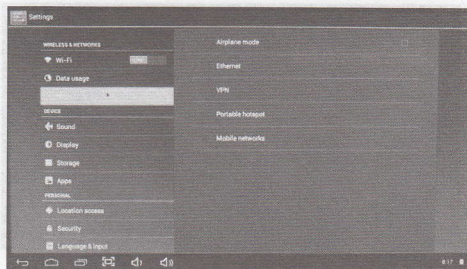 Settings
WIRELESS & NETWORKS
Wi-Fi
Data usage
DEVICE
Sound
Display
Storage
Apps
PERSONAL
Location access
Security
Language & input
Airplane mode
Ethernet
VPN
Portable hotspot
Mobile networks